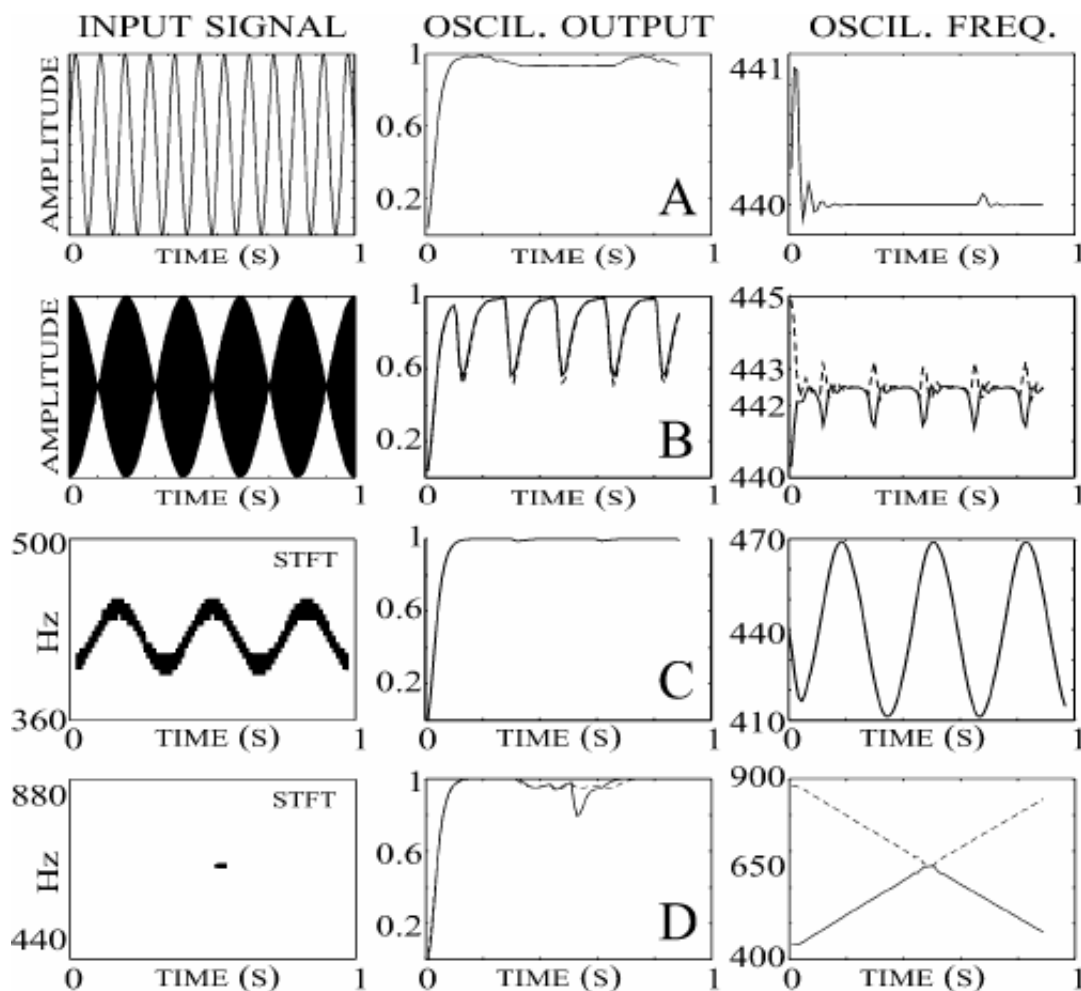 INPUT SIGNAL OSCIL. OUTPUT OSCIL. FREQ.
AMPLITUDE
1
0.6
0.2
A
441
440
0 TIME (S) 1 0 TIME (S) 1 0 TIME (S) 1
AMPLITUDE
1
0.6
0.2
B
445
443
442
440
0 TIME (S) 1 0 TIME (S) 1 0 TIME (S) 1
500
Hz
360
STFT
1
0.6
0.2
C
470
440
410
0 TIME (S) 1 0 TIME (S) 1 0 TIME (S) 1
880
Hz
440
STFT
1
0.6
0.2
D
900
650
400
0 TIME (S) 1 0 TIME (S) 1 0 TIME (S) 1